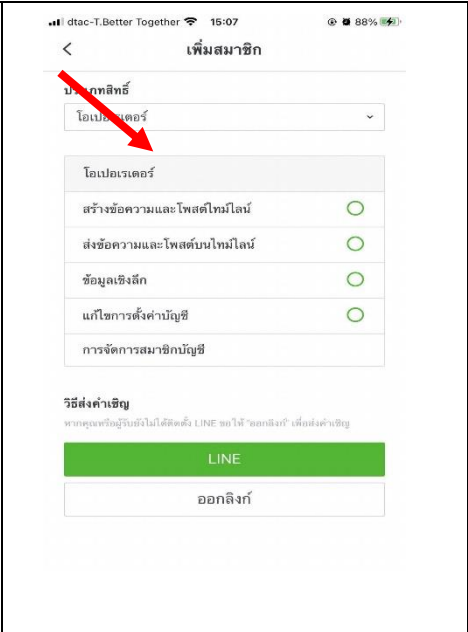 dtac-T.Better Together 15:07 88%
เพิ่มสมาชิก
ประเภทสิทธิ์
โอเปอเรเตอร์
โอเปอเรเตอร์
สร้างข้อความและโพสต์ไทม์ไลน์
ส่งข้อความและโพสต์บนไทม์ไลน์
ข้อมูลเชิงลึก
แก้ไขการตั้งค่าบัญชี
การจัดการสมาชิกบัญชี
วิธีส่งคำเชิญ
หากคุณหรือผู้รับยังไม่ได้ติดตั้ง LINE ขอให้ "ออกลิงก์" เพื่อส่งคำเชิญ
LINE
ออกลิงก์